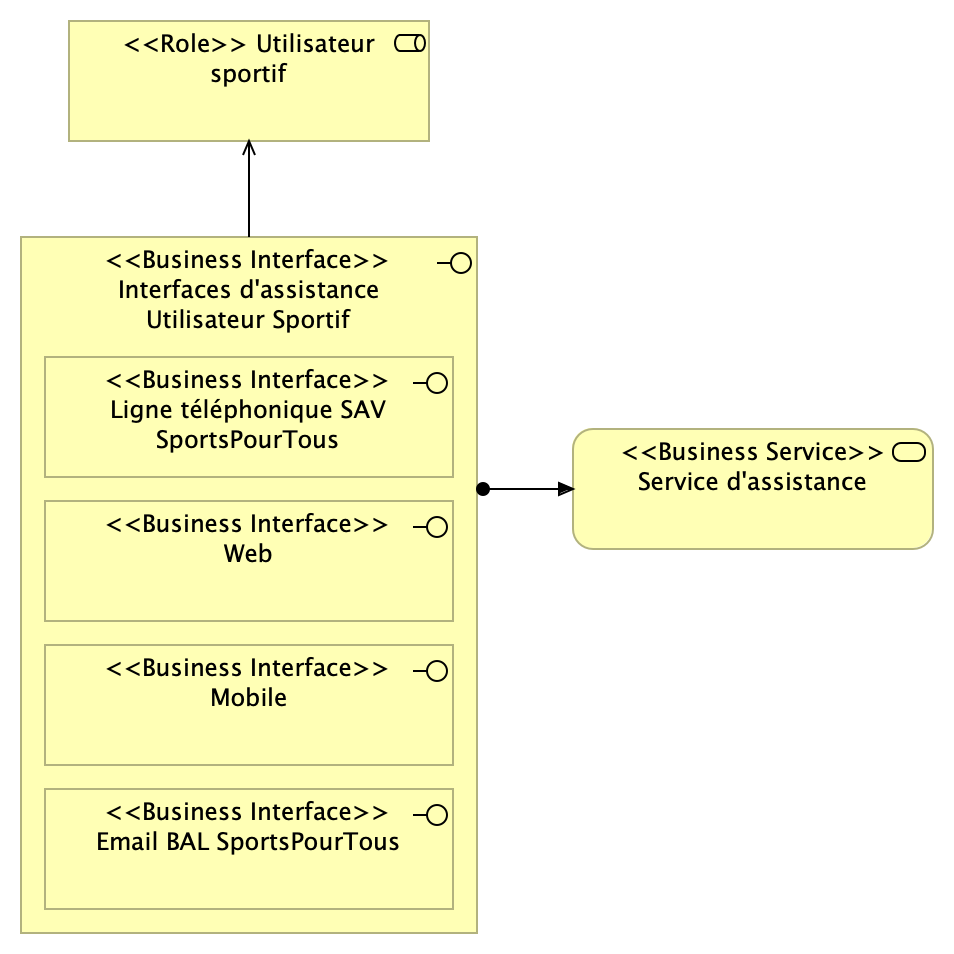 <<Role>> Utilisateur
sportif
<<Business Interface>>
Interfaces d'assistance
Utilisateur Sportif
<<Business Interface>>
Ligne téléphonique SAV
SportsPourTous
<<Business Interface>>
Web
<<Business Interface>>
Mobile
<<Business Interface>>
Email BAL SportsPourTous
<<Business Service>>
Service d'assistance